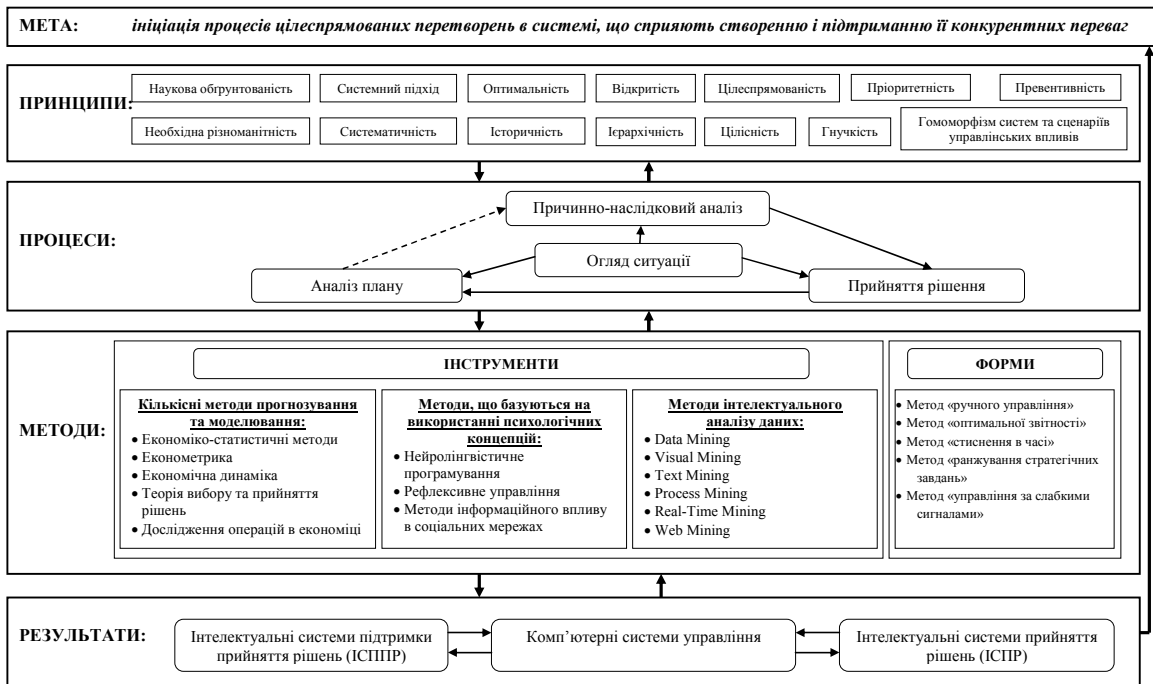 МЕТА: ініціація процесів цілеспрямованих перетворень в системі, що сприяють створенню і підтриманню її конкурентних переваг
ПРИНЦИПИ:
Наукова обґрунтованість
Системний підхід
Оптимальність
Відкритість
Цілеспрямованість
Пріоритетність
Превентивність
Необхідна різноманітність
Систематичність
Історичність
Ієрархічність
Цілісність
Гнучкість
Гомоморфізм систем та сценаріїв
управлінських впливів
ПРОЦЕСИ:
Причинно-наслідковий аналіз
Огляд ситуації
Аналіз плану
Прийняття рішення
МЕТОДИ:
ІНСТРУМЕНТИ
Кількісні методи прогнозування
та моделювання:
• Економіко-статистичні методи
• Економетрика
• Економічна динаміка
• Теорія вибору та прийняття
рішень
• Дослідження операцій в економіці
Методи, що базуються на
використанні психологічних
концепцій:
• Нейролінгвістичне
програмування
• Рефлексивне управління
• Методи інформаційного впливу
в соціальних мережах
Методи інтелектуального
аналізу даних:
• Data Mining
• Visual Mining
• Text Mining
• Process Mining
• Real-Time Mining
• Web Mining
ФОРМИ
• Метод «ручного управління»
• Метод «оптимальної звітності»
• Метод «стиснення в часі»
• Метод «ранжування стратегічних
завдань»
• Метод «управління за слабкими
сигналами»
РЕЗУЛЬТАТИ:
Інтелектуальні системи підтримки
прийняття рішень (ІСППР)
Комп’ютерні системи управління
Інтелектуальні системи прийняття
рішень (ІСПР)